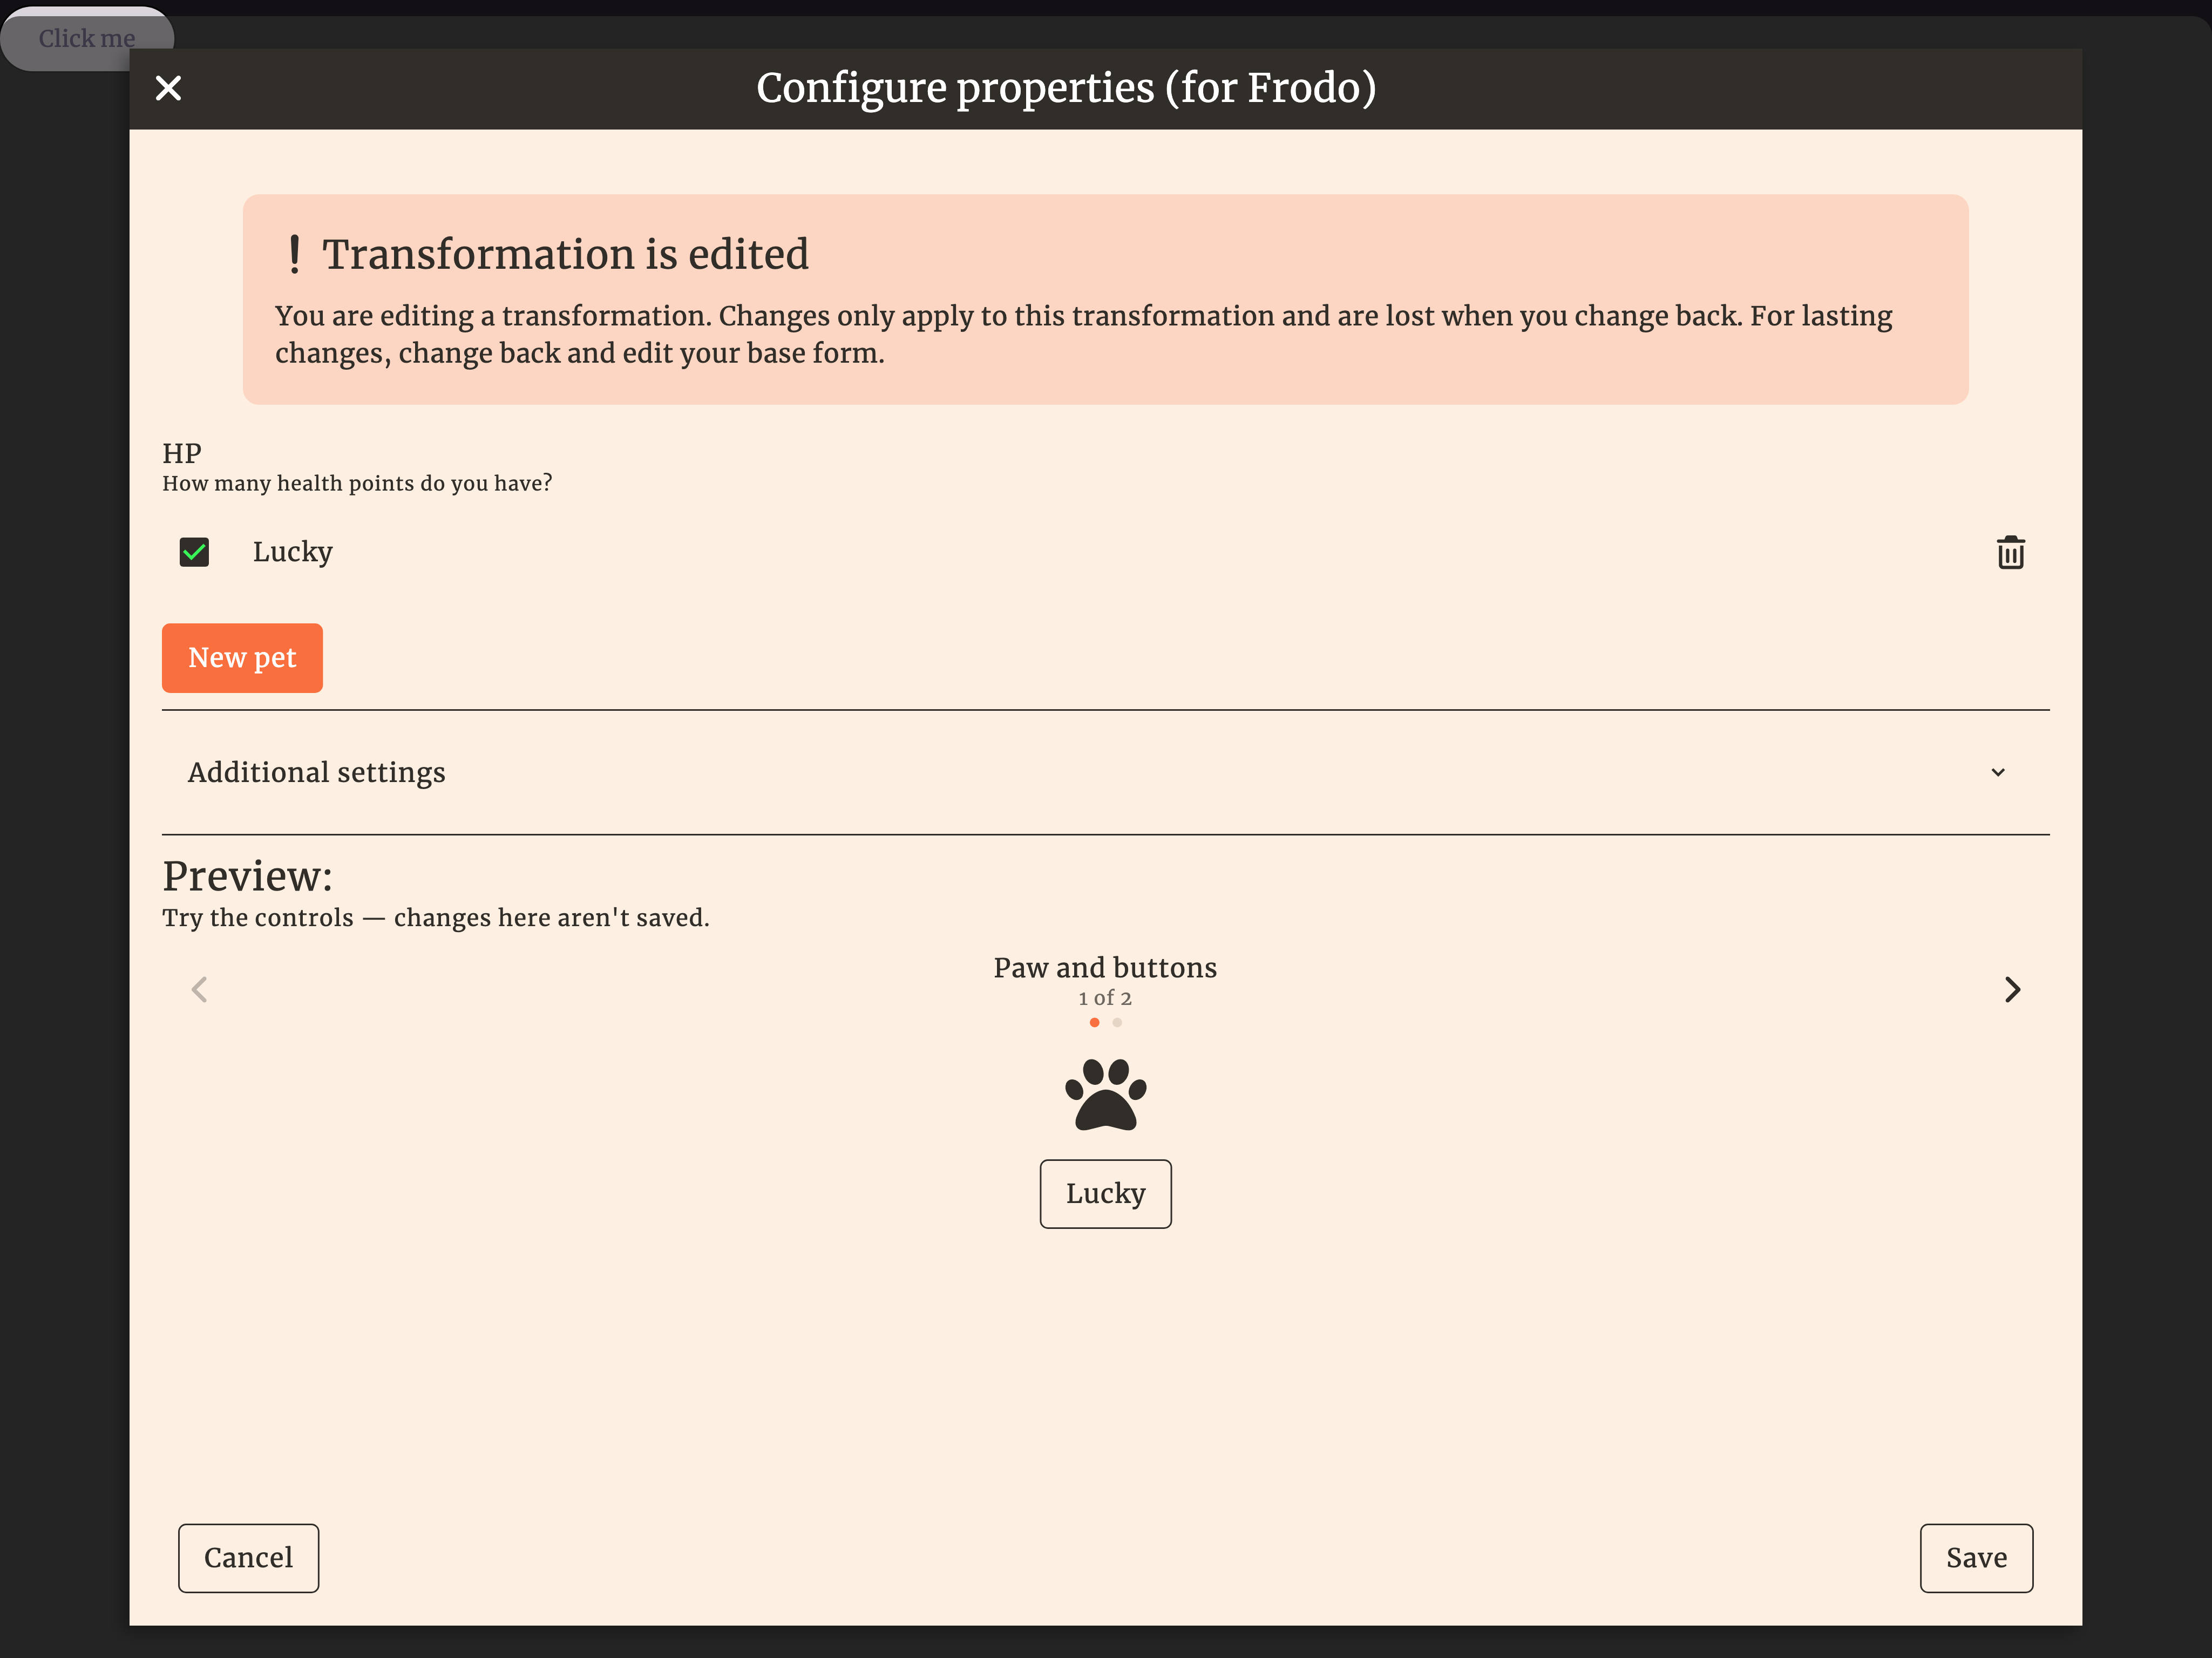 Click me
Configure properties (for Frodo)
Transformation is edited
You are editing a transformation. Changes only apply to this transformation and are lost when you change back. For lasting
changes, change back and edit your base form.
HP
How many health points do you have?
Lucky
New pet
Additional settings
Preview:
Try the controls — changes here aren't saved.
Paw and buttons
1 of 2
Lucky
Cancel
Save